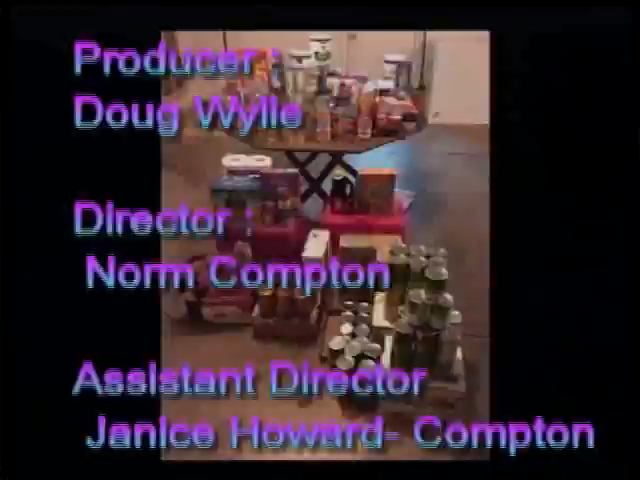 Producer :
Doug Wylie
Director :
Norm Compton
Assistant Director
Janice Howard- Compton